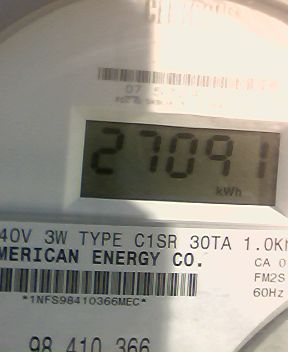 27091
kWh
40V 3W TYPE C1SR 30TA 1.0K
MERICAN ENERGY CO.
CA 0
FM2S
60Hz
*1NFS98410366MEC*
98 410 366